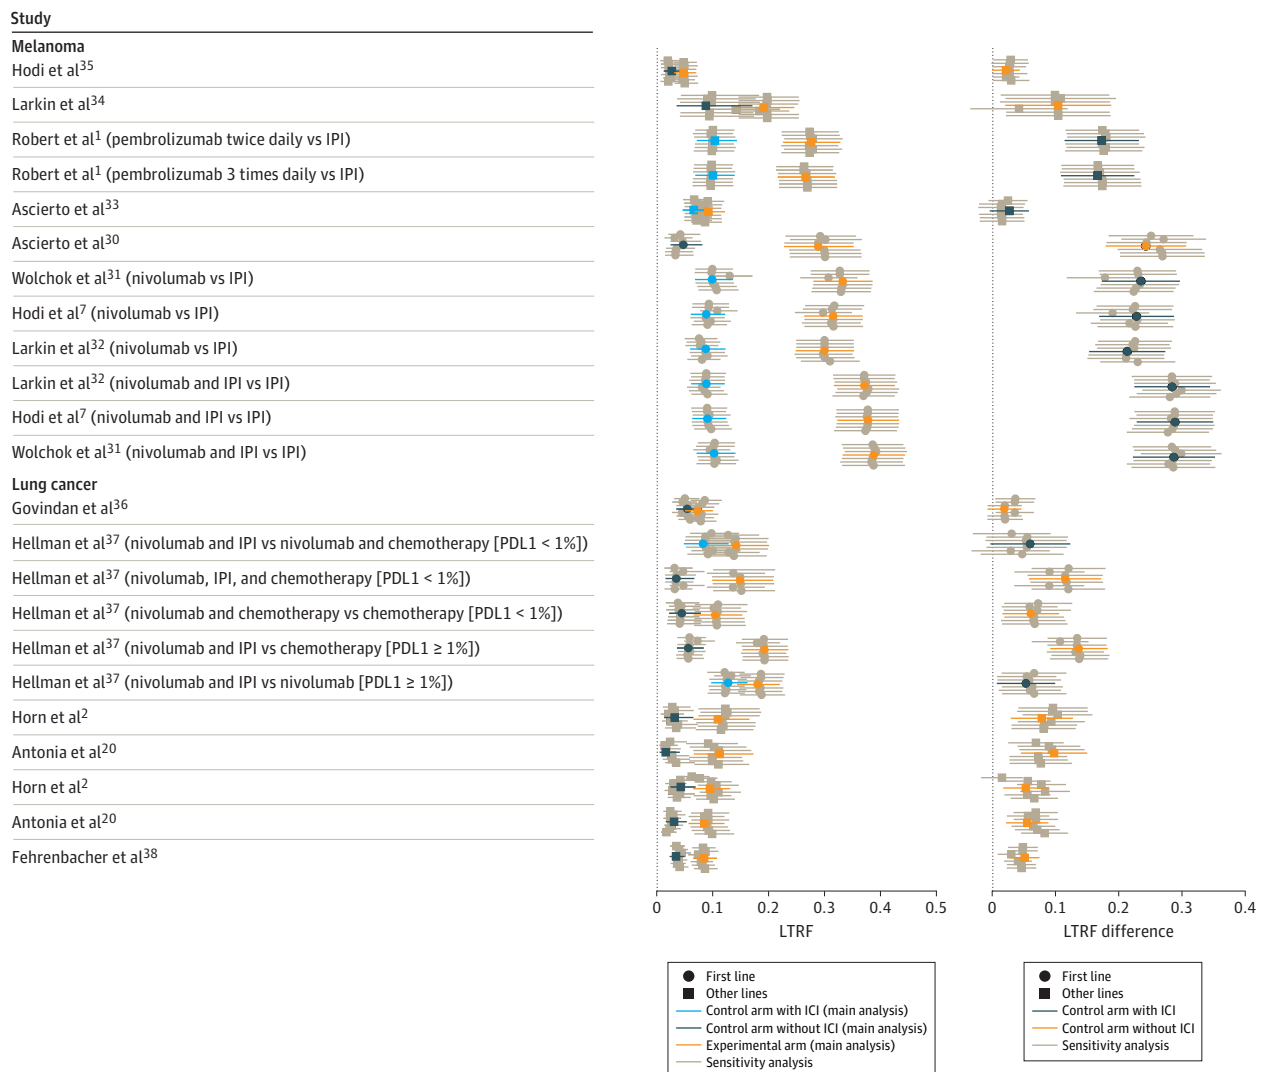 Study
Melanoma
Hodi et al35
Larkin et al34
Robert et al1 (pembrolizumab twice daily vs IPI)
Robert et al1 (pembrolizumab 3 times daily vs IPI)
Ascierto et al33
Ascierto et al30
Wolchok et al31 (nivolumab vs IPI)
Hodi et al7 (nivolumab vs IPI)
Larkin et al32 (nivolumab vs IPI)
Larkin et al32 (nivolumab and IPI vs IPI)
Hodi et al7 (nivolumab and IPI vs IPI)
Wolchok et al31 (nivolumab and IPI vs IPI)
Lung cancer
Govindan et al36
Hellman et al37 (nivolumab and IPI vs nivolumab and chemotherapy [PDL1 < 1%])
Hellman et al37 (nivolumab, IPI, and chemotherapy [PDL1 < 1%])
Hellman et al37 (nivolumab and chemotherapy vs chemotherapy [PDL1 < 1%])
Hellman et al37 (nivolumab and IPI vs chemotherapy [PDL1 ≥ 1%])
Hellman et al37 (nivolumab and IPI vs nivolumab [PDL1 ≥ 1%])
Horn et al2
Antonia et al20
Horn et al2
Antonia et al20
Fehrenbacher et al38
0 0.1 0.2 0.3 0.4 0.5
LTRF
0 0.1 0.2 0.3 0.4
LTRF difference
First line
Other lines
Control arm with ICI (main analysis)
Control arm without ICI (main analysis)
Experimental arm (main analysis)
Sensitivity analysis
First line
Other lines
Control arm with ICI
Control arm without ICI
Sensitivity analysis